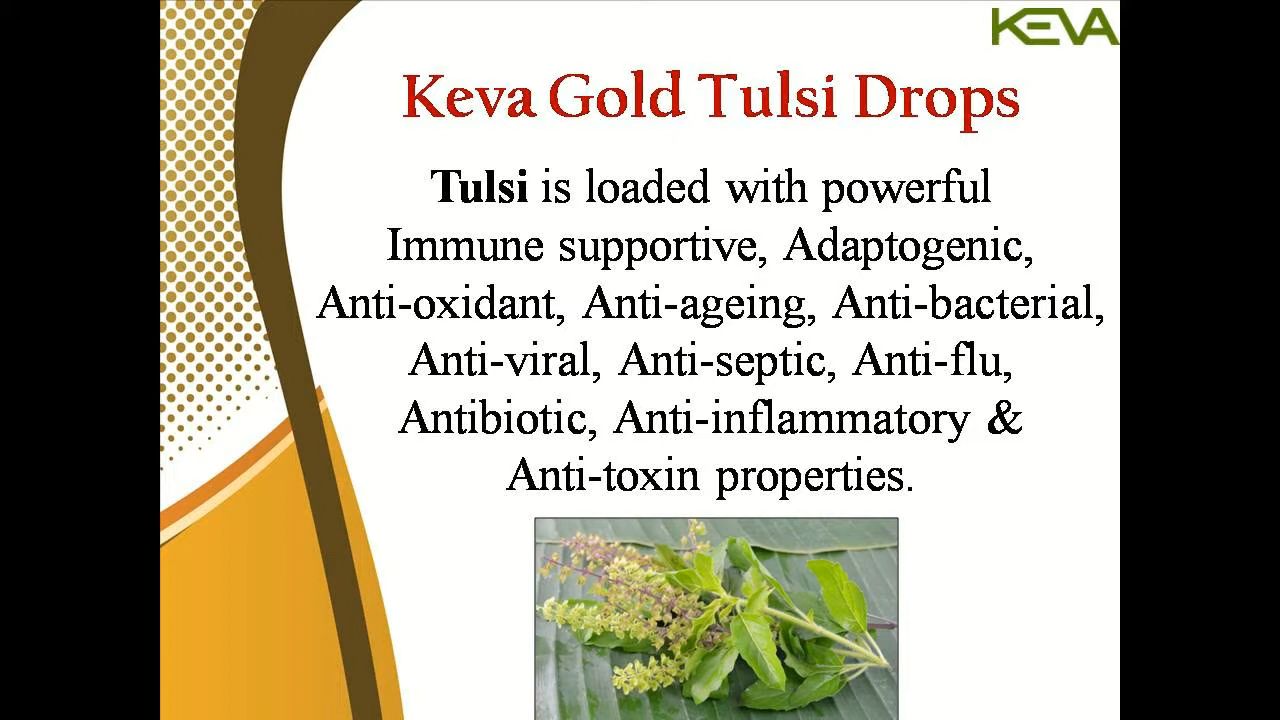 KEVA
Keva Gold Tulsi Drops
Tulsi is loaded with powerful
Immune supportive, Adaptogenic,
Anti-oxidant, Anti-ageing, Anti-bacterial,
Anti-viral, Anti-septic, Anti-flu,
Antibiotic, Anti-inflammatory &
Anti-toxin properties.